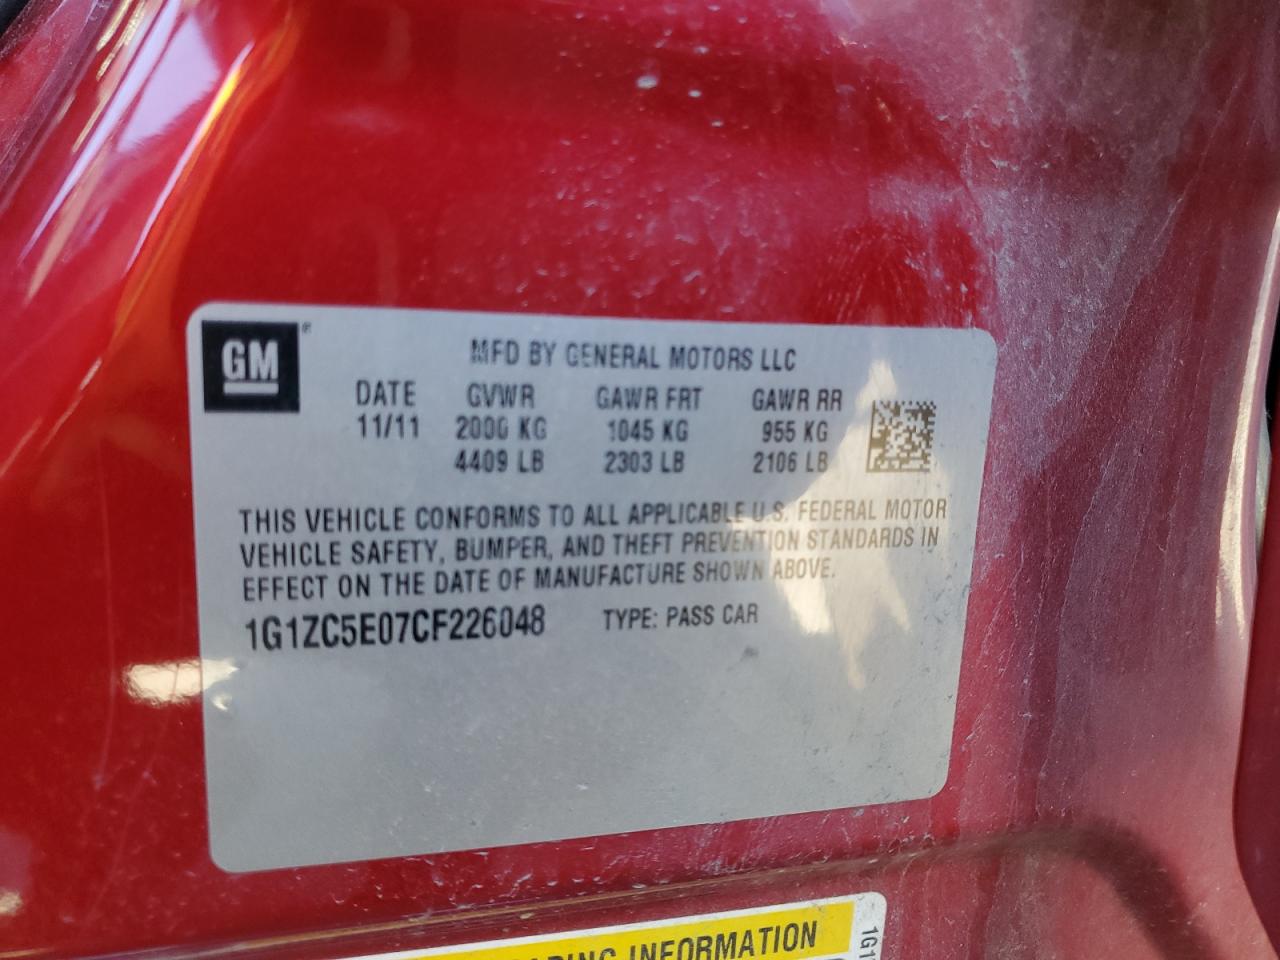 GM
MFD BY GENERAL MOTORS LLC
DATE GVWR GAWR FRT GAWR RR
11/11 2000 KG 1045 KG 955 KG
4409 LB 2303 LB 2106 LB
THIS VEHICLE CONFORMS TO ALL APPLICABLE U.S. FEDERAL MOTOR
VEHICLE SAFETY, BUMPER, AND THEFT PREVENTION STANDARDS IN
EFFECT ON THE DATE OF MANUFACTURE SHOWN ABOVE.
1G1ZC5E07CF226048 TYPE: PASS CAR
INFORMATION